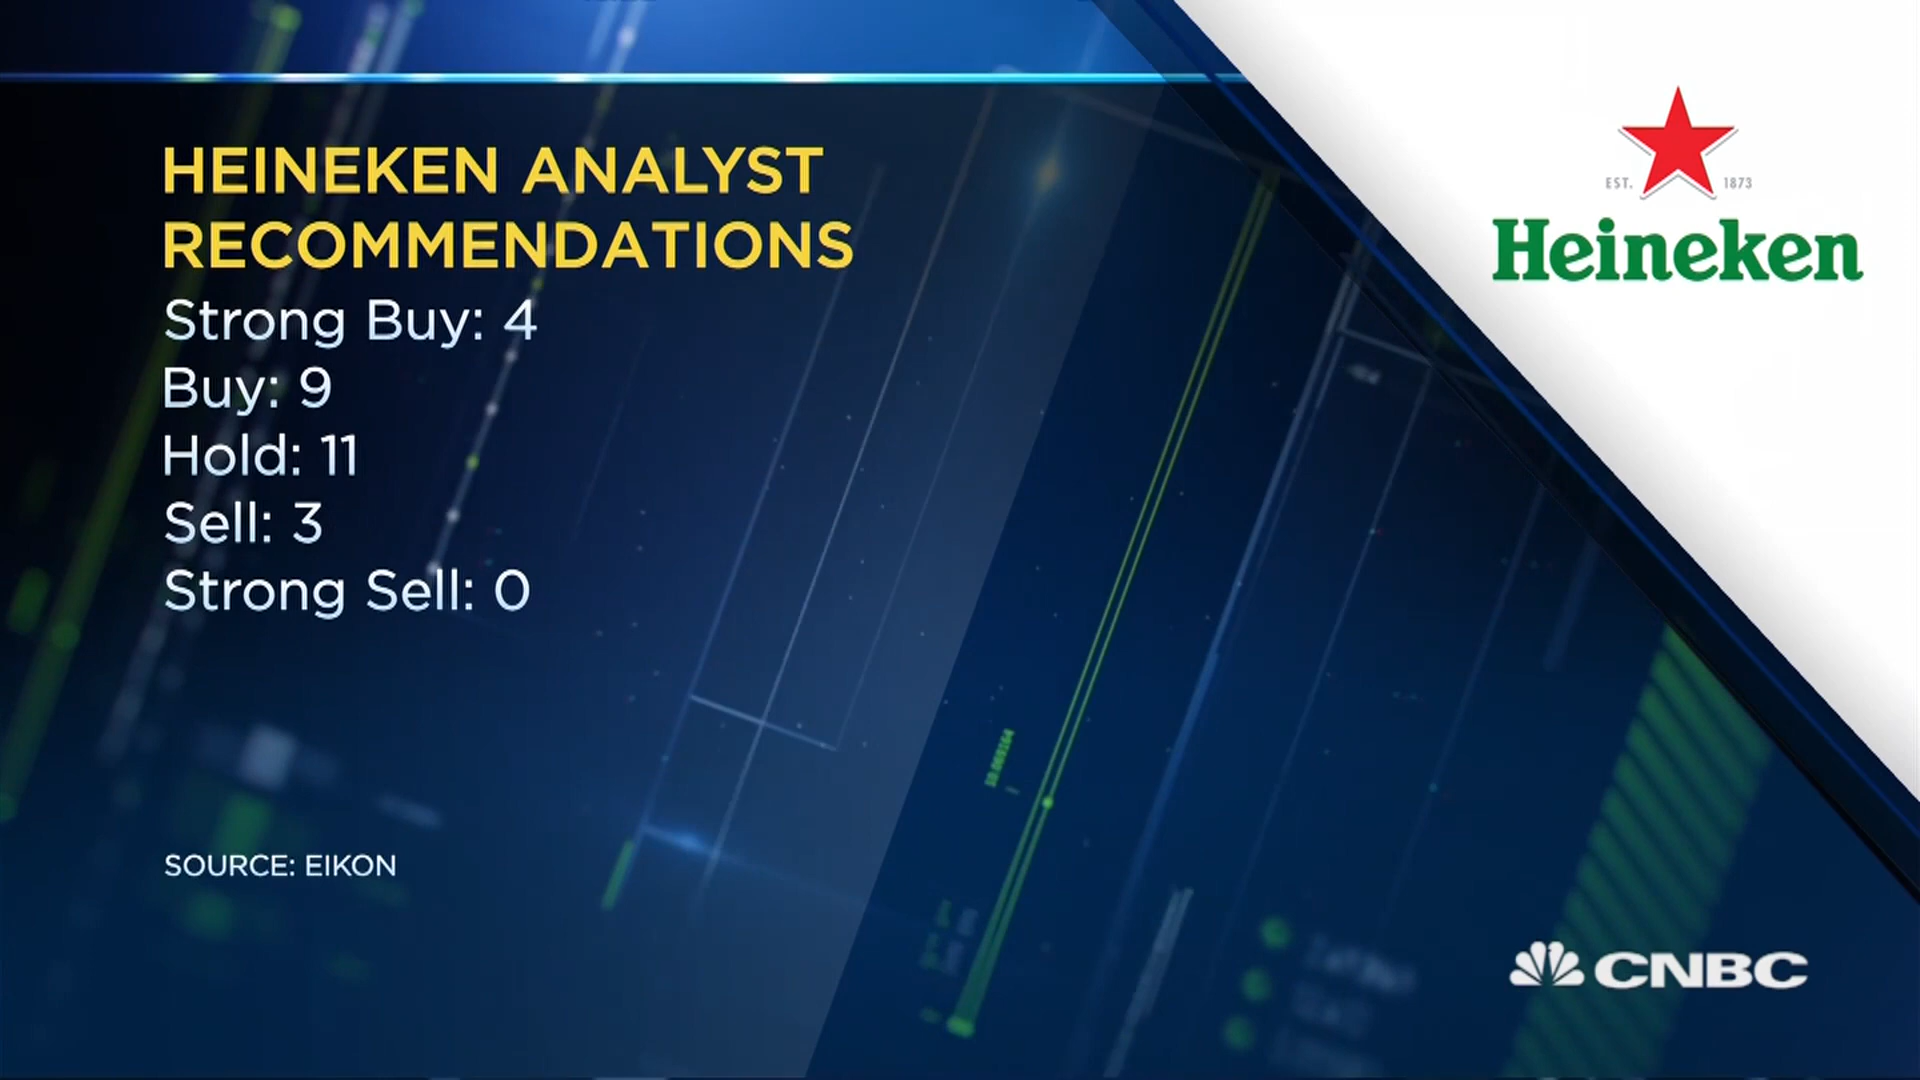 HEINEKEN ANALYST
RECOMMENDATIONS
Strong Buy: 4
Buy: 9
Hold: 11
Sell: 3
Strong Sell: 0
SOURCE: EIKON
EST. 1873
Heineken
CNBC